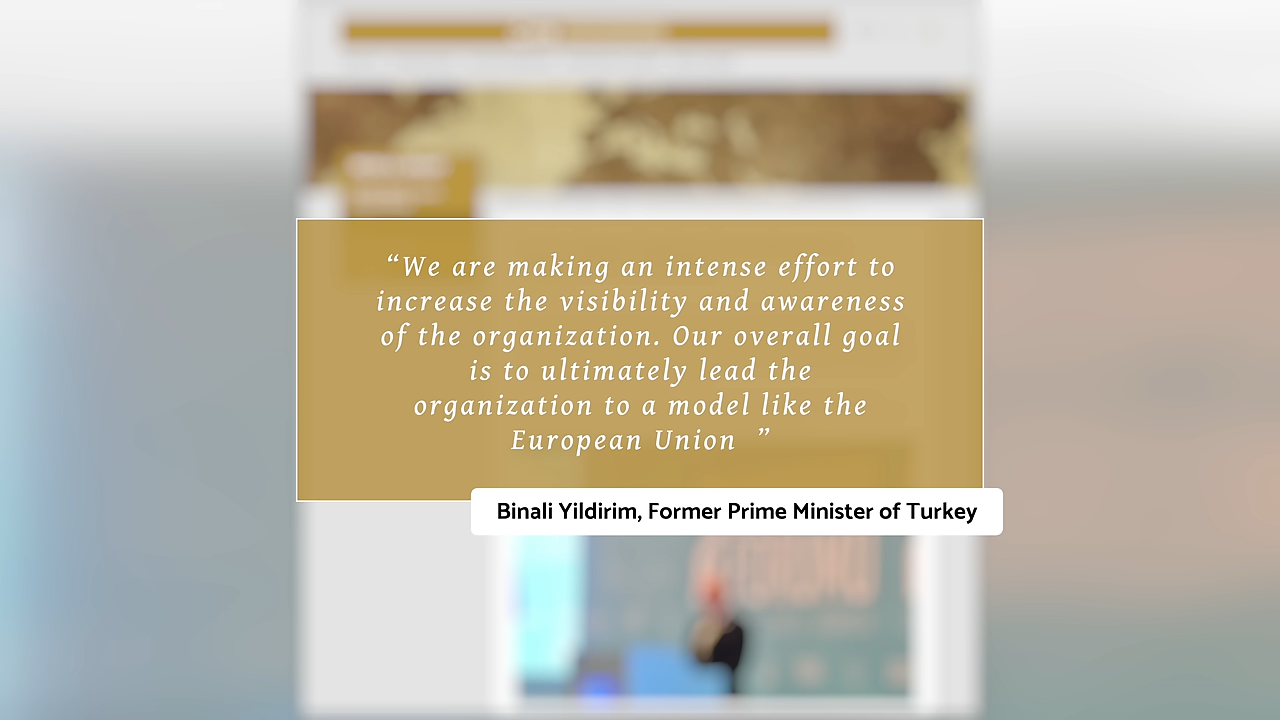 “We are making an intense effort to
increase the visibility and awareness
of the organization. Our overall goal
is to ultimately lead the
organization to a model like the
European Union ”
Binali Yildirim, Former Prime Minister of Turkey